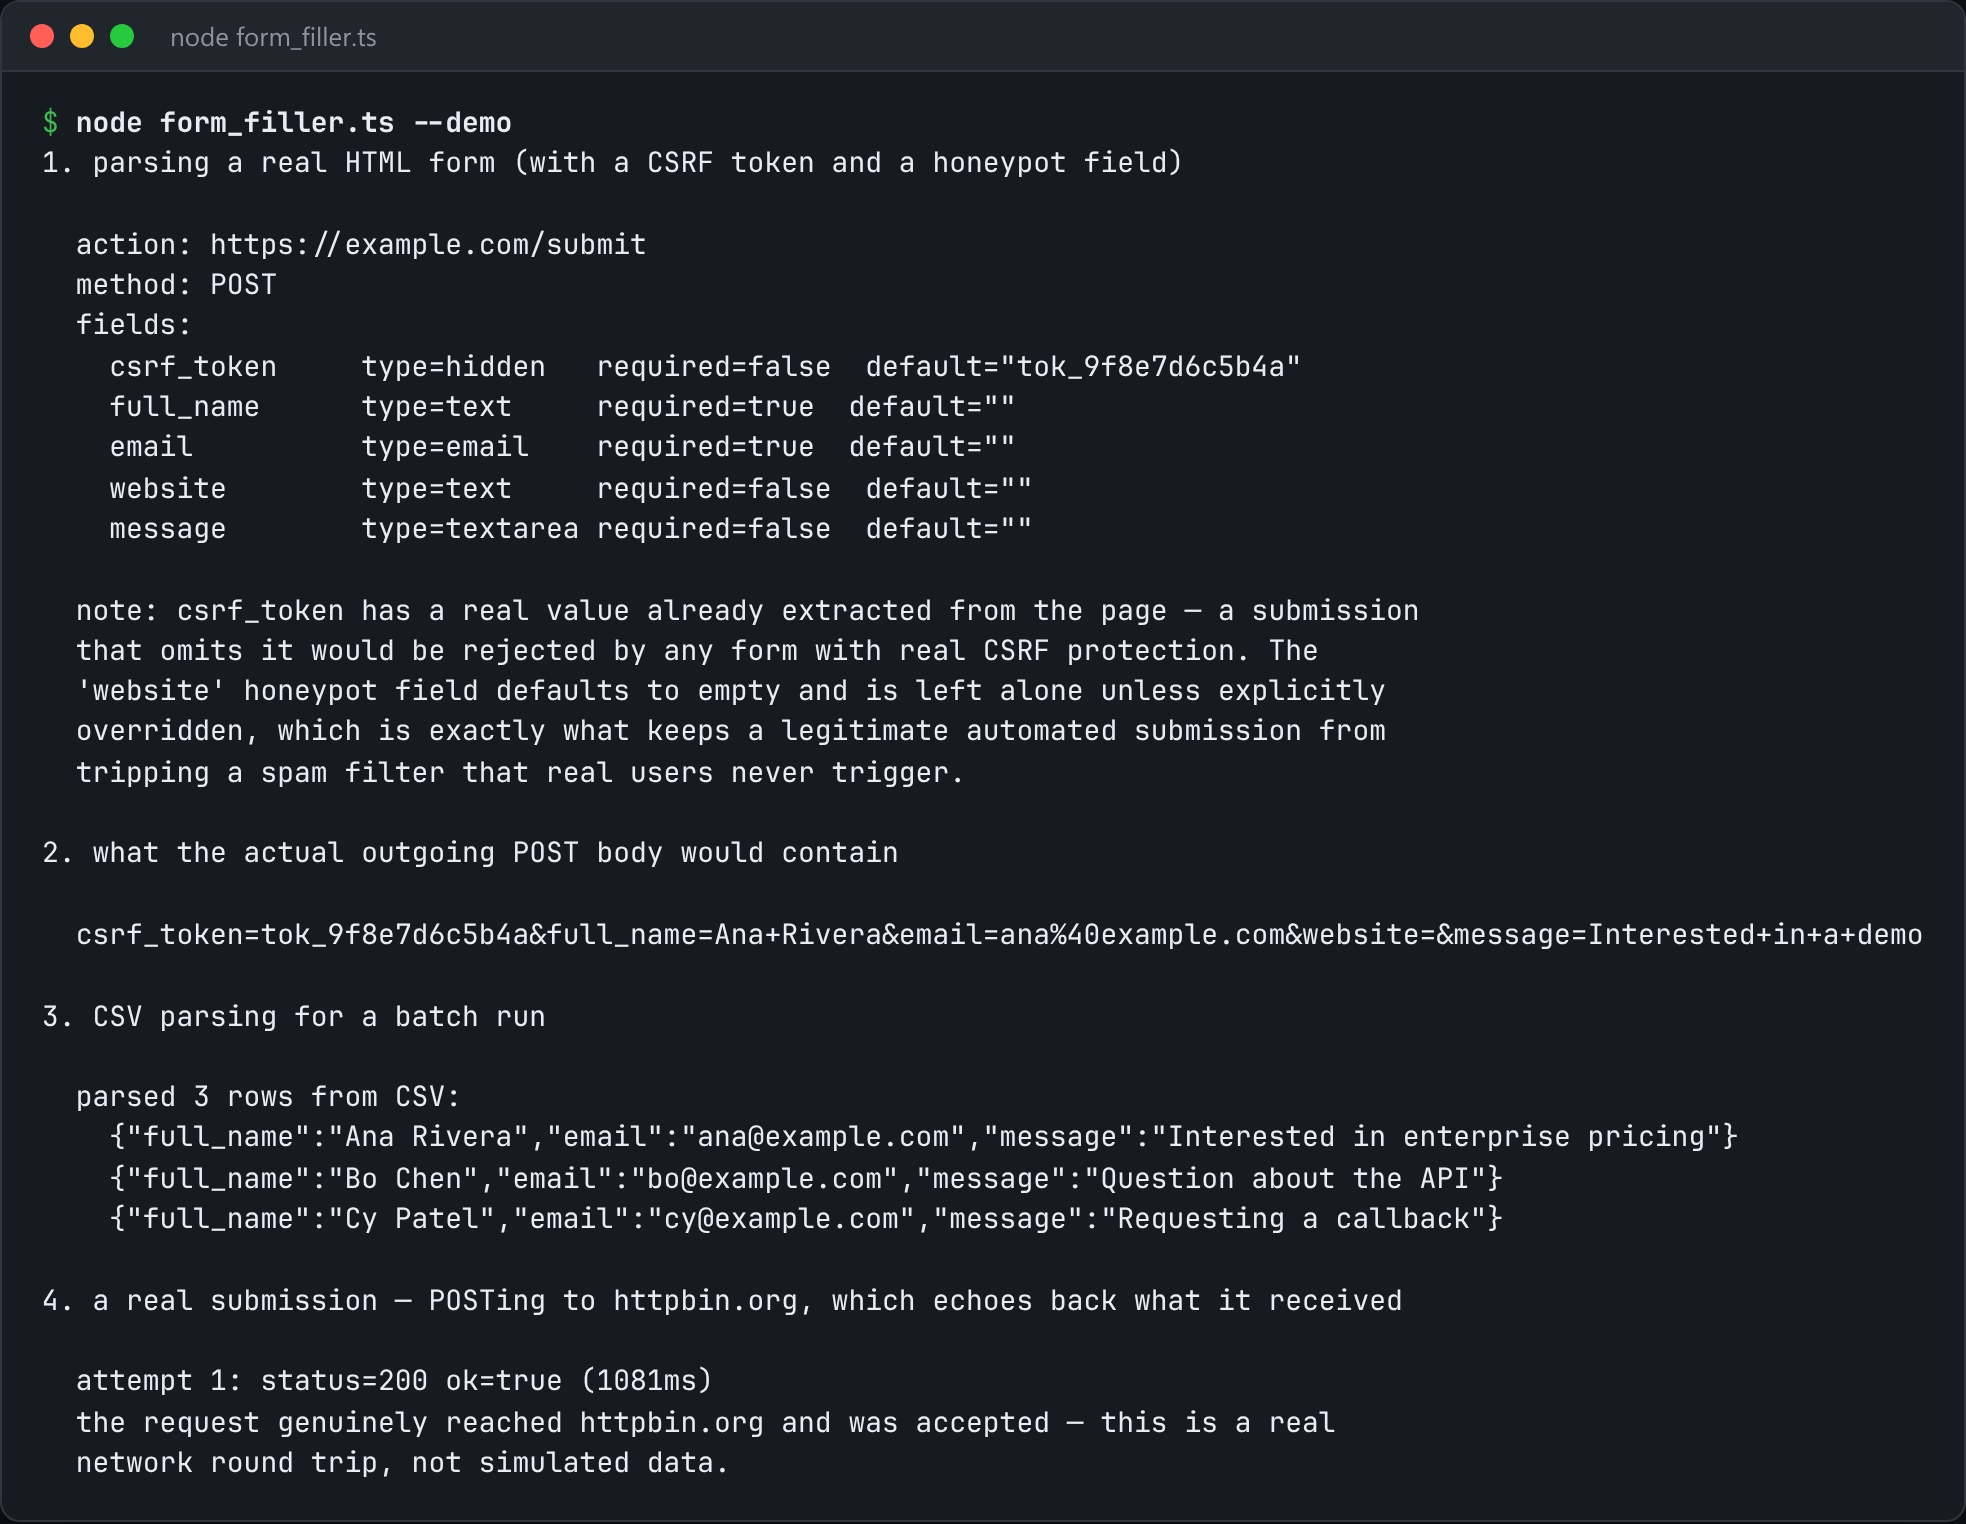 node form_filler.ts
$ node form_filler.ts --demo
1. parsing a real HTML form (with a CSRF token and a honeypot field)
action: https://example.com/submit
method: POST
fields:
csrf_token     type=hidden   required=false  default="tok_9f8e7d6c5b4a"
full_name      type=text     required=true  default=""
email          type=email    required=true  default=""
website        type=text     required=false  default=""
message        type=textarea required=false  default=""
note: csrf_token has a real value already extracted from the page — a submission
that omits it would be rejected by any form with real CSRF protection. The
'website' honeypot field defaults to empty and is left alone unless explicitly
overridden, which is exactly what keeps a legitimate automated submission from
tripping a spam filter that real users never trigger.
2. what the actual outgoing POST body would contain
csrf_token=tok_9f8e7d6c5b4a&full_name=Ana+Rivera&email=ana%40example.com&website=&message=Interested+in+a+demo
3. CSV parsing for a batch run
parsed 3 rows from CSV:
{"full_name":"Ana Rivera","email":"ana@example.com","message":"Interested in enterprise pricing"}
{"full_name":"Bo Chen","email":"bo@example.com","message":"Question about the API"}
{"full_name":"Cy Patel","email":"cy@example.com","message":"Requesting a callback"}
4. a real submission — POSTing to httpbin.org, which echoes back what it received
attempt 1: status=200 ok=true (1081ms)
the request genuinely reached httpbin.org and was accepted — this is a real
network round trip, not simulated data.